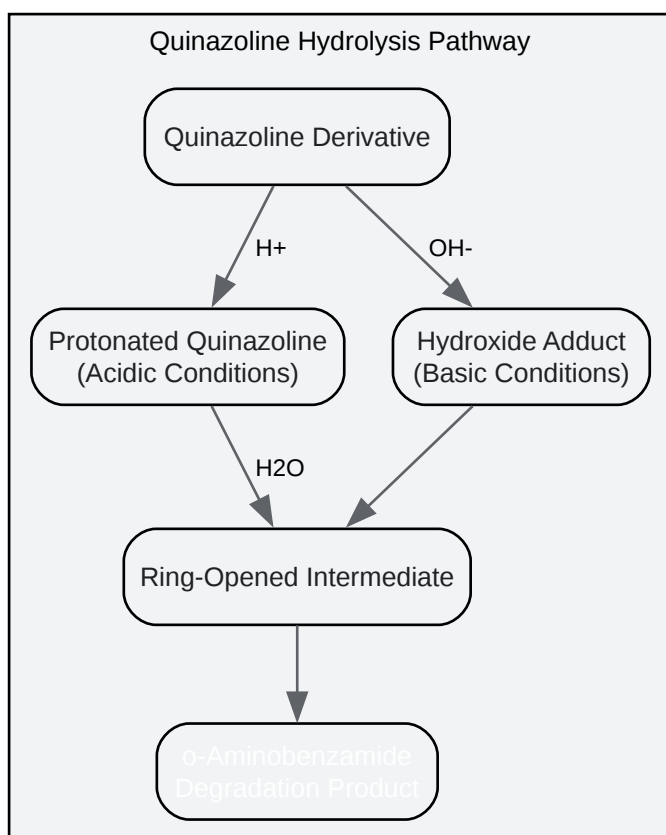 Quinazoline Hydrolysis Pathway
Quinazoline Derivative
H+
OH-
Protonated Quinazoline
(Acidic Conditions)
Hydroxide Adduct
(Basic Conditions)
H2O
Ring-Opened Intermediate
o-Aminobenzamide
Degradation Product